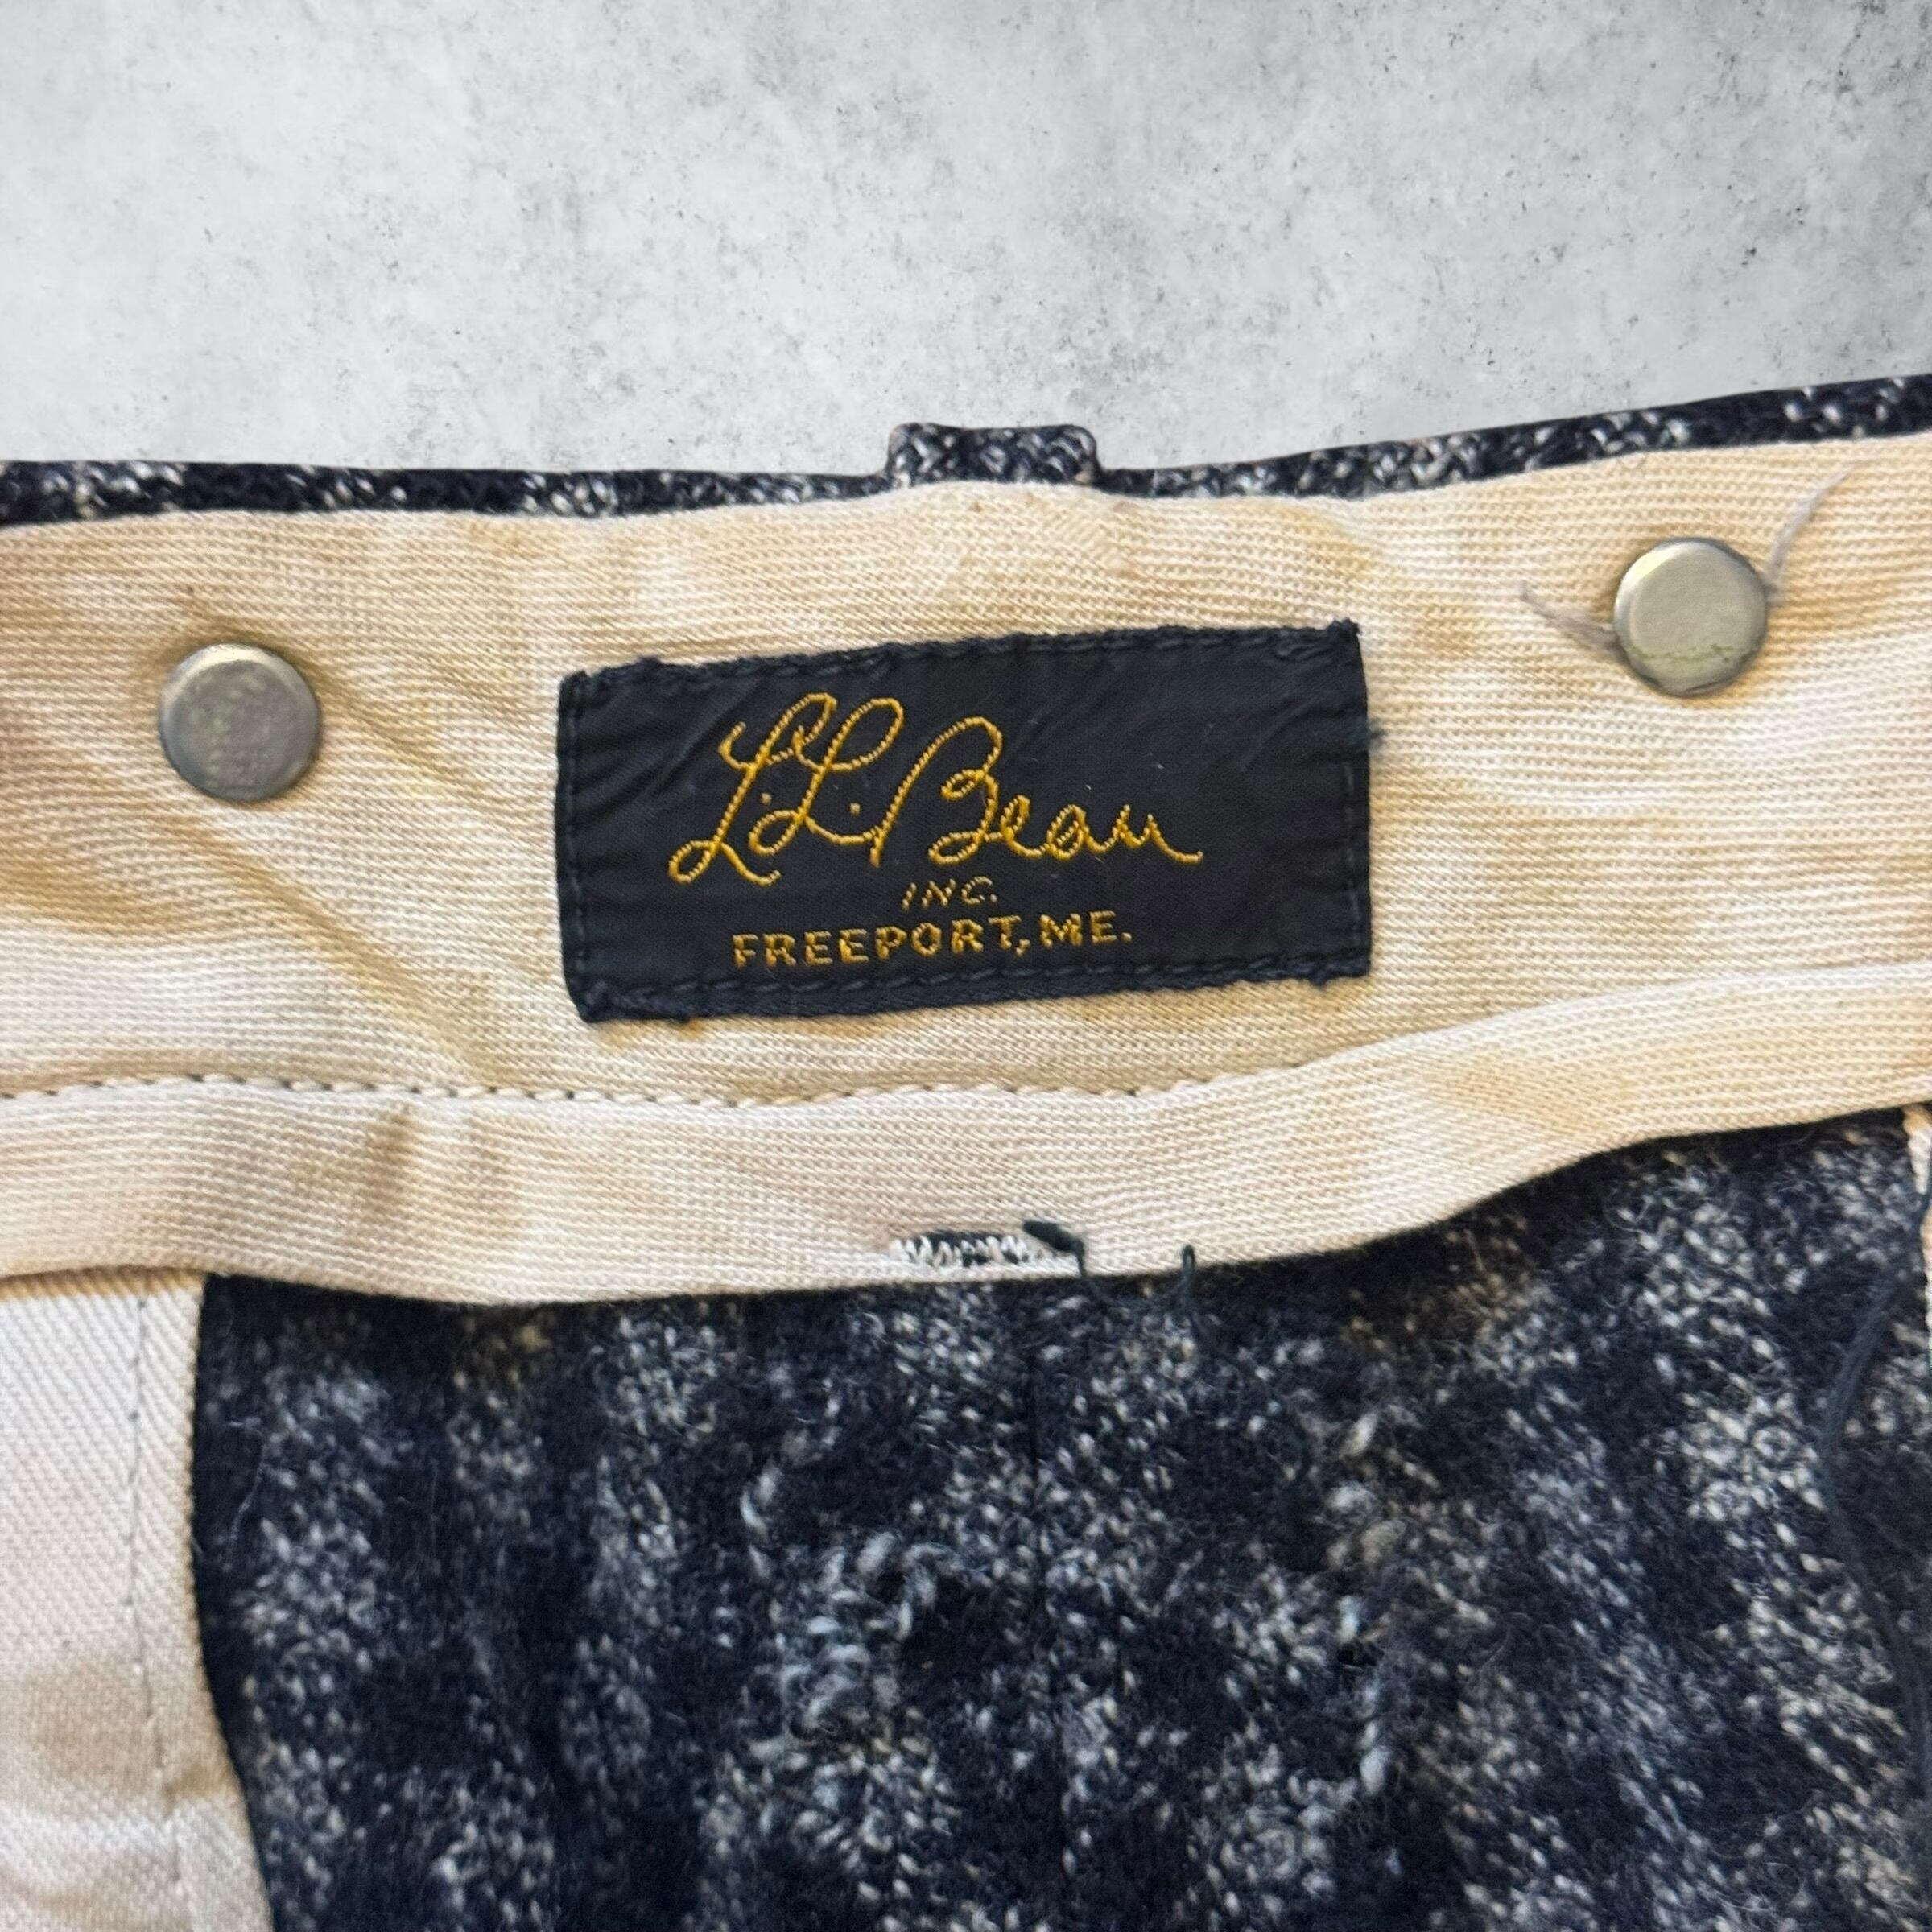 L.L. Bean
INC.
FREEPORT, ME.